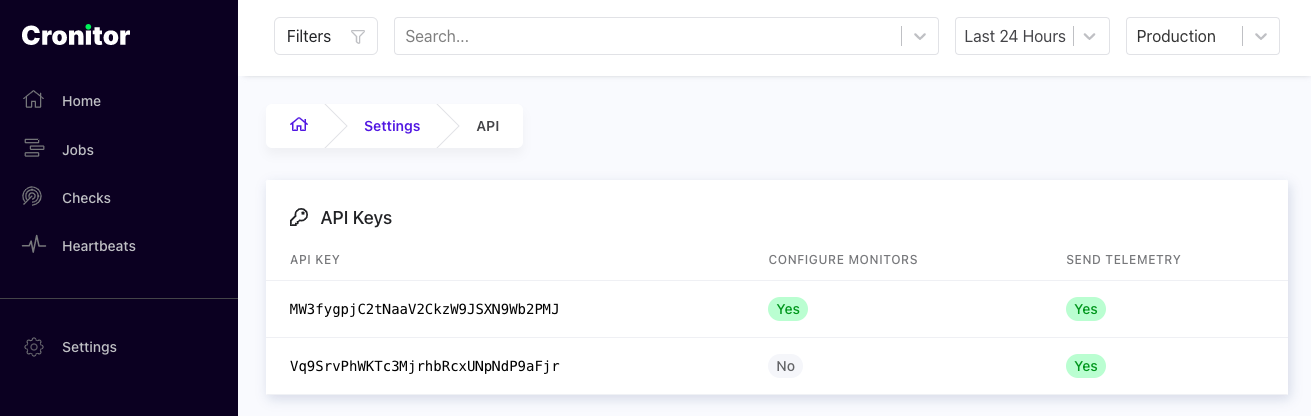 Cronitor
Home
Jobs
Checks
Heartbeats
Settings
Filters Search... Last 24 Hours Production
Settings API
API Keys
API KEY CONFIGURE MONITORS SEND TELEMETRY
MW3fygpjC2tNaaV2CkzW9JSXN9Wb2PMJ Yes Yes
Vq9SrvPhWKTc3MjrhbRcxUNpNdP9aFjr No Yes